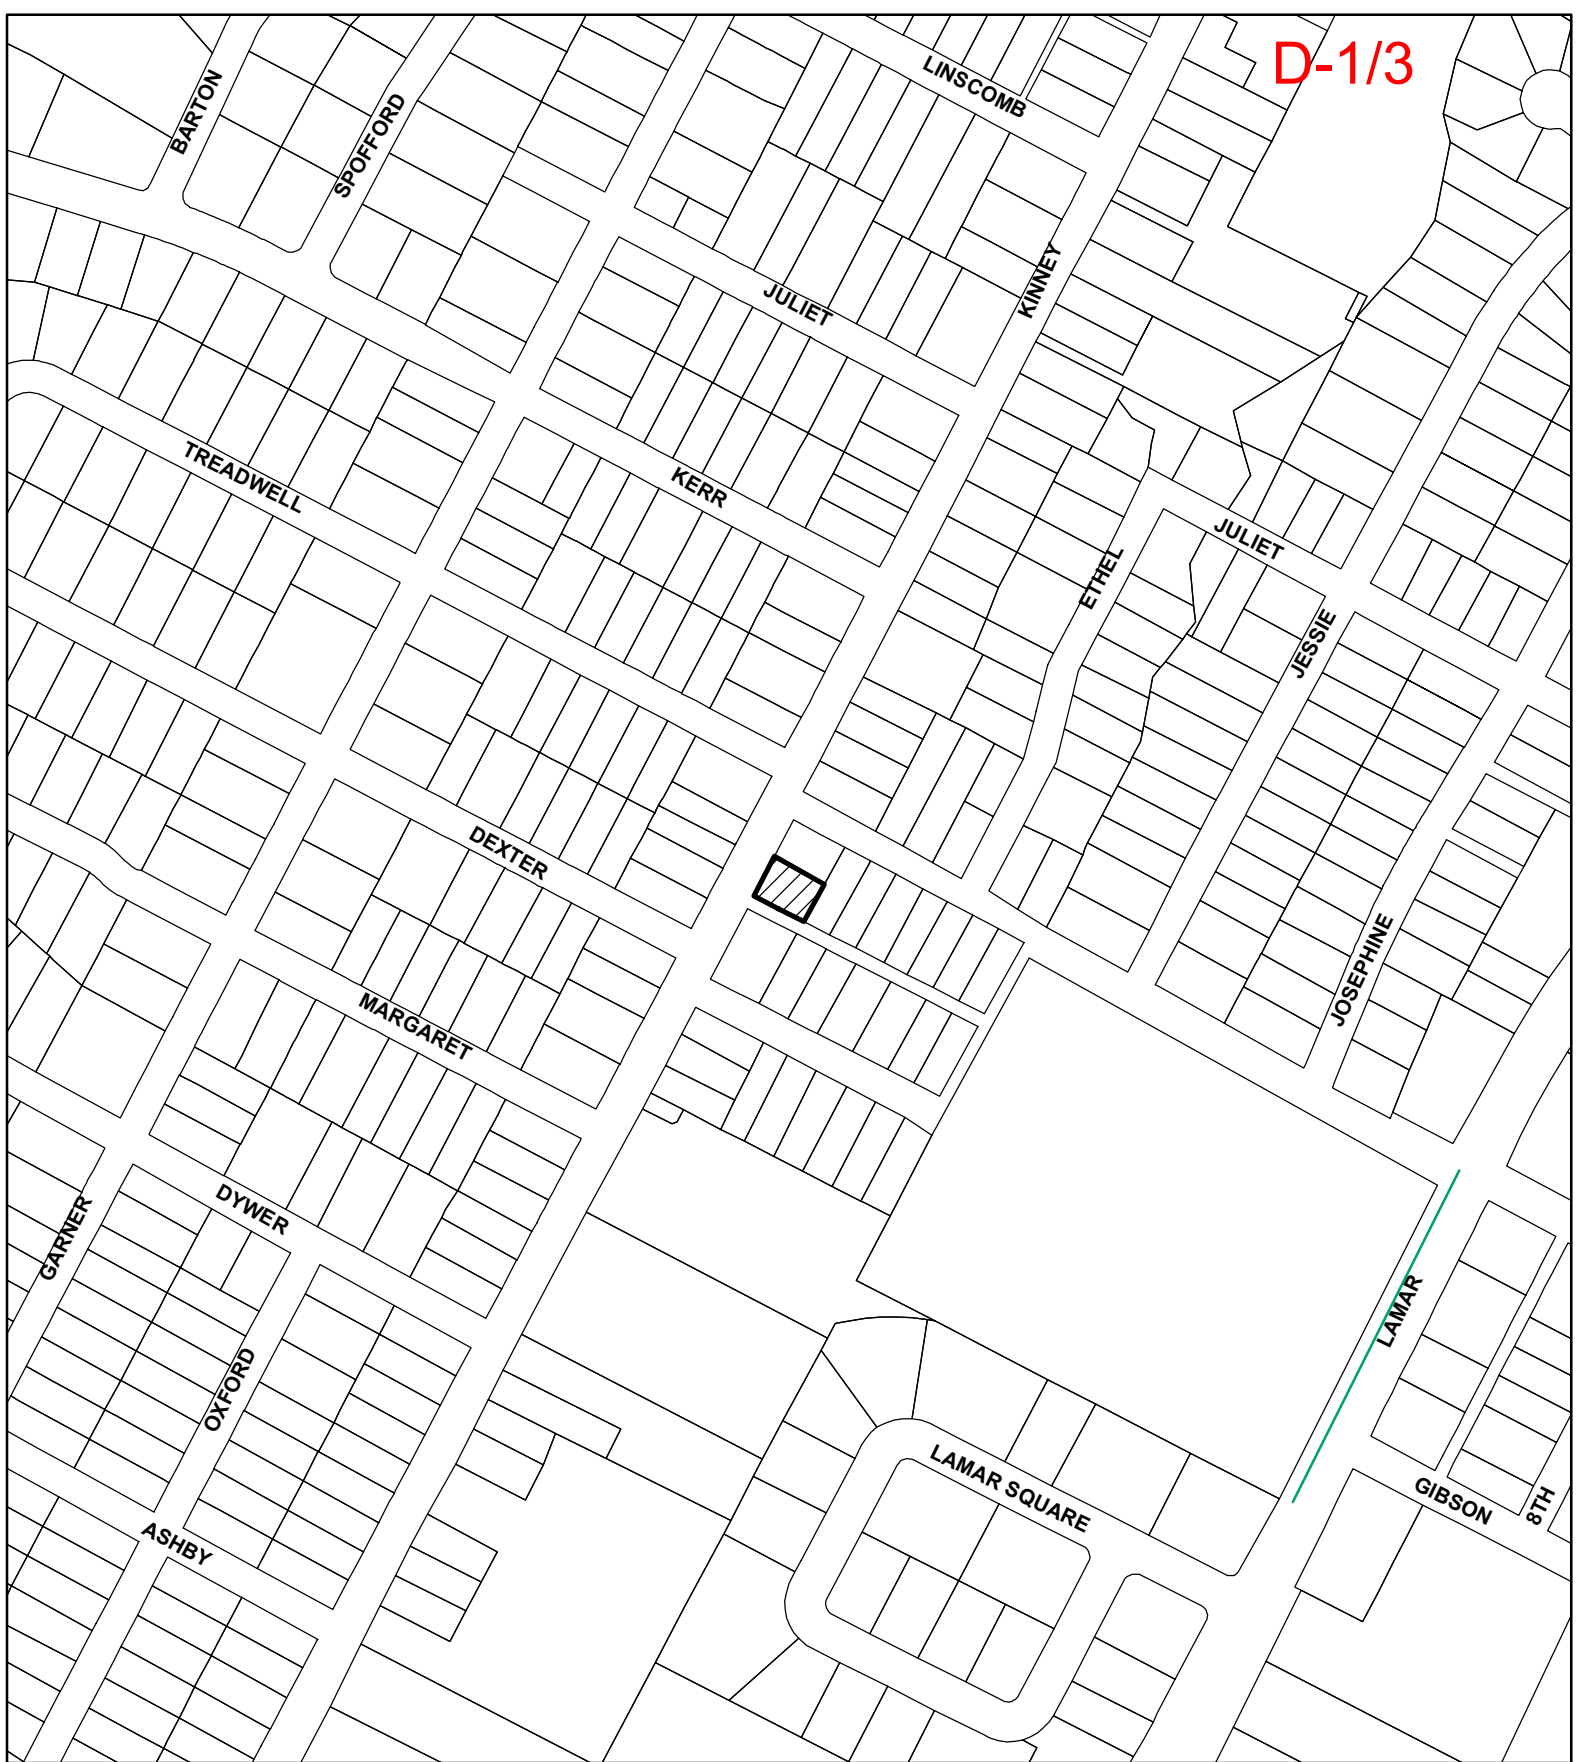 D-1/3
LINSCOMB
BARTON
SPOFFORD
KINNEY
JULIET
TREADWELL
KERR
JULIET
ETHEL
JESSIE
DEXTER
JOSEPHINE
MARGARET
DYWER
GARNER
LAMAR
OXFORD
LAMAR SQUARE
GIBSON
8TH
ASHBY